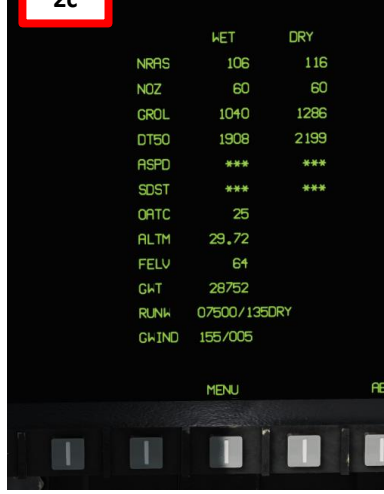 2c
WET DRY
NRAS 106 116
NOZ 60 60
GROL 1040 1286
DT50 1908 2199
ASPD *** ***
SDST *** ***
OATC 25
ALTM 29.72
FELV 64
GWT 28752
RUNW 07500/135DRY
GWIND 155/005
MENU